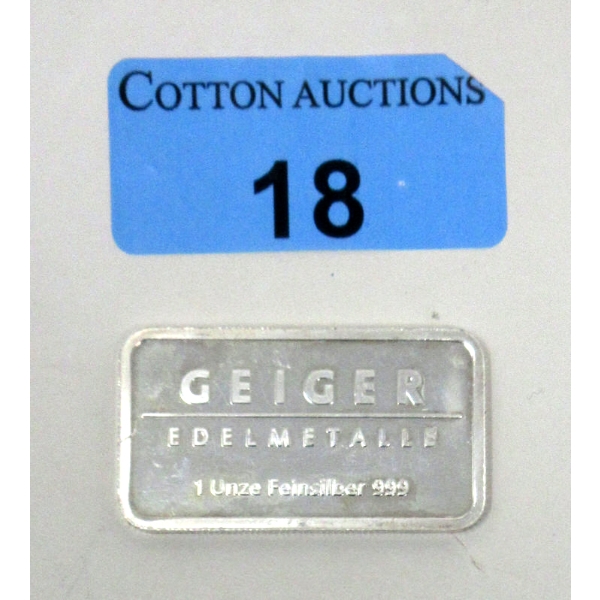 COTTON AUCTIONS
18
GEIGER
EDELMETALLE
1 Unze Feinsilber 999